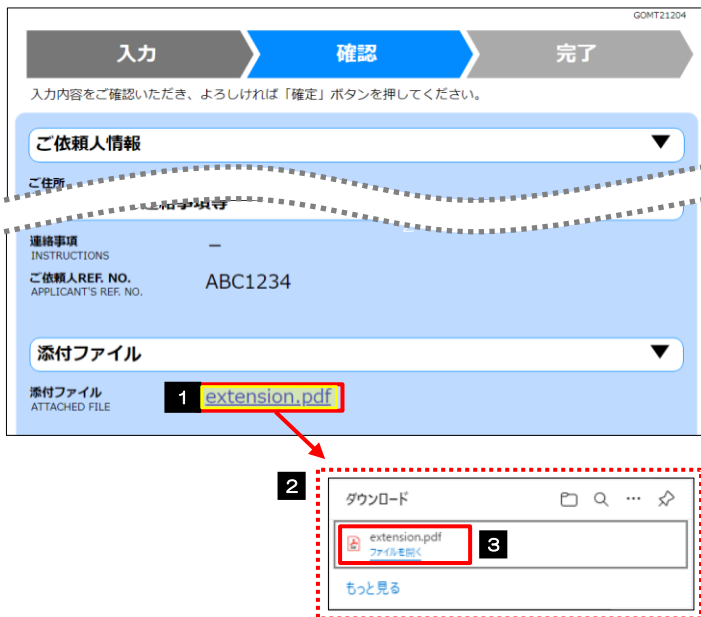 GOMT21204
入力
確認
完了
入力内容をご確認いただき、よろしければ「確定」ボタンを押してください。
ご依頼人情報
▼
ご住所
連絡事項等
連絡事項
INSTRUCTIONS
–
ご依頼人REF. NO.
APPLICANT'S REF. NO.
ABC1234
添付ファイル
▼
添付ファイル
ATTACHED FILE
1
extension.pdf
2
ダウンロード
…
extension.pdf
ファイルを開く
3
もっと見る